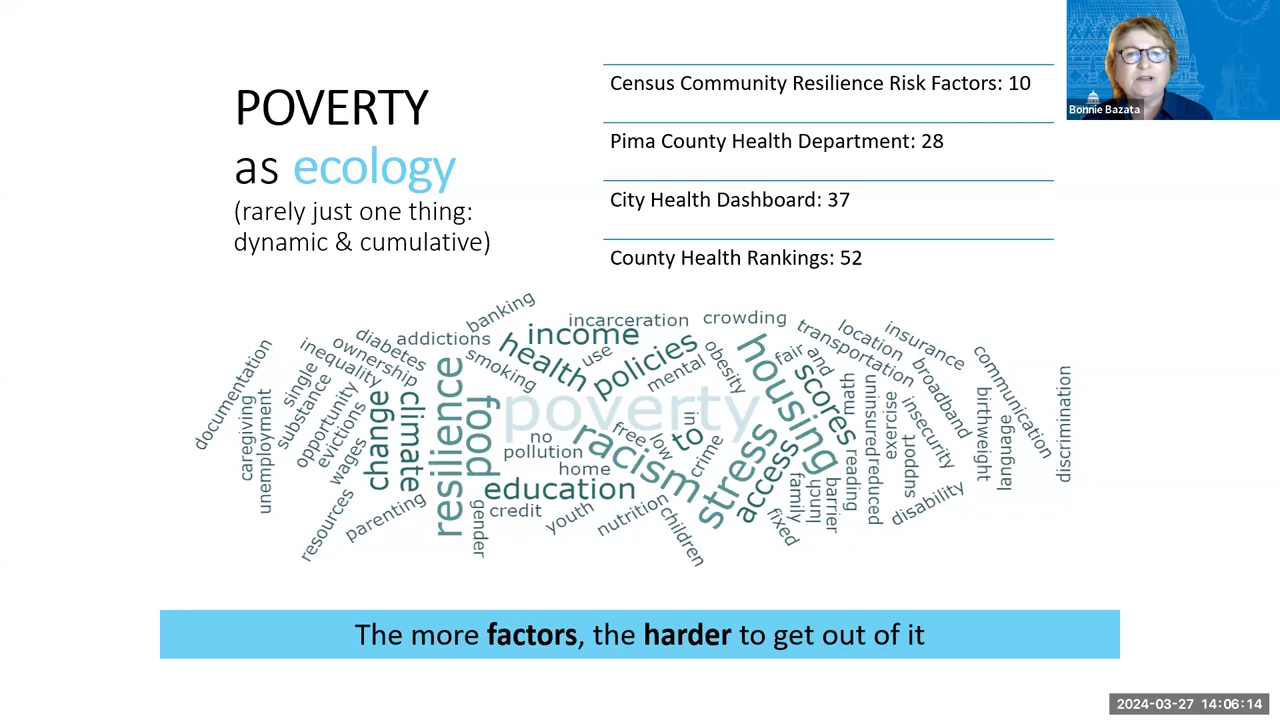 POVERTY
as ecology
(rarely just one thing:
dynamic & cumulative)
Census Community Resilience Risk Factors: 10
Pima County Health Department: 28
City Health Dashboard: 37
County Health Rankings: 52
Bonnie Bazata
documentation
caregiving
unemployment
single
substance
opportunity
evictions
wages
resources
inequality
ownership
diabetes
addictions
banking
smoking
change
climate
parenting
resilience
food
gender
health
income
incarceration
use
policies
mental
poverty
no
pollution
home
education
credit
youth
nutrition
children
racism
free
low
in
to
crime
stress
access
obesity
crowding
housing
fair
and
scores
transportation
location
insurance
math
uninsured
exercise
broadband
insecurity
communication
birthweight
language
discrimination
support
reduced
reading
barrier
lunch
family
fixed
disability
The more factors, the harder to get out of it
2024-03-27 14:06:14